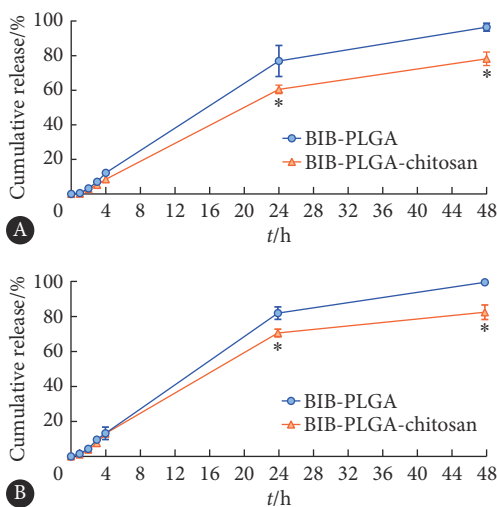 Cumulative release/%
100
80
60
40
20
0 4 8 12 16 20 24 28 32 36 40 44 48
t/h
* *
BIB-PLGA
BIB-PLGA-chitosan
A
Cumulative release/%
100
80
60
40
20
0 4 8 12 16 20 24 28 32 36 40 44 48
t/h
* *
BIB-PLGA
BIB-PLGA-chitosan
B